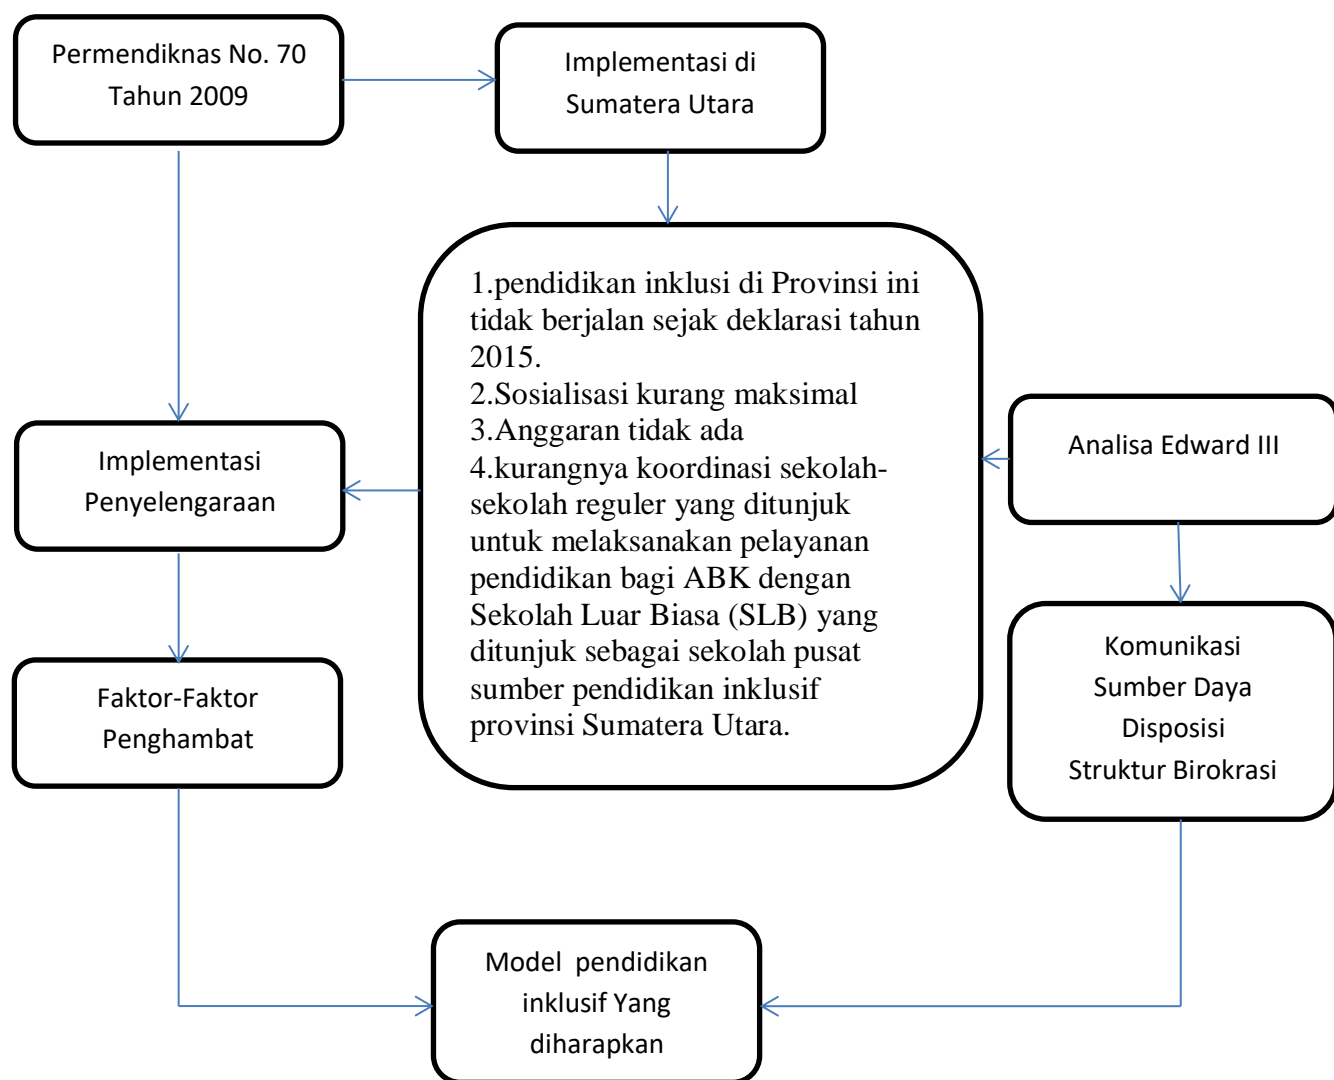 Permendiknas No. 70
Tahun 2009
Implementasi di
Sumatera Utara
1.pendidikan inklusi di Provinsi ini
tidak berjalan sejak deklarasi tahun
2015.
2.Sosialisasi kurang maksimal
3.Anggaran tidak ada
4.kurangnya koordinasi sekolah-
sekolah reguler yang ditunjuk
untuk melaksanakan pelayanan
pendidikan bagi ABK dengan
Sekolah Luar Biasa (SLB) yang
ditunjuk sebagai sekolah pusat
sumber pendidikan inklusif
provinsi Sumatera Utara.
Analisa Edward III
Implementasi
Penyelengaraan
Komunikasi
Sumber Daya
Disposisi
Struktur Birokrasi
Faktor-Faktor
Penghambat
Model pendidikan
inklusif Yang
diharapkan